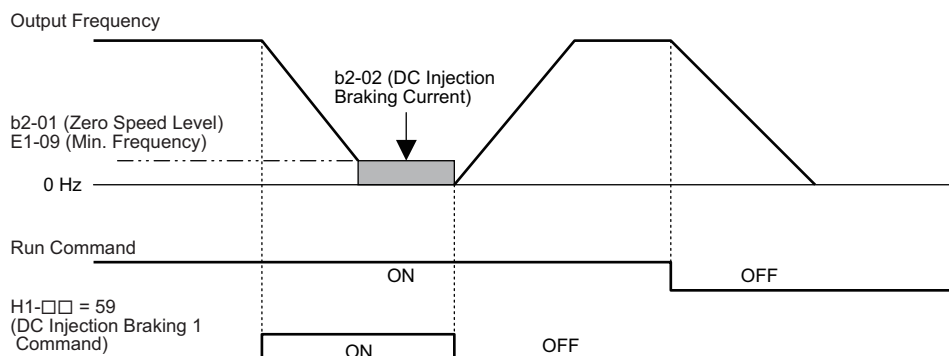 Output Frequency
b2-02 (DC Injection
Braking Current)
b2-01 (Zero Speed Level)
E1-09 (Min. Frequency)
0 Hz
Run Command
ON
OFF
H1-□□ = 59
(DC Injection Braking 1
Command)
ON
OFF